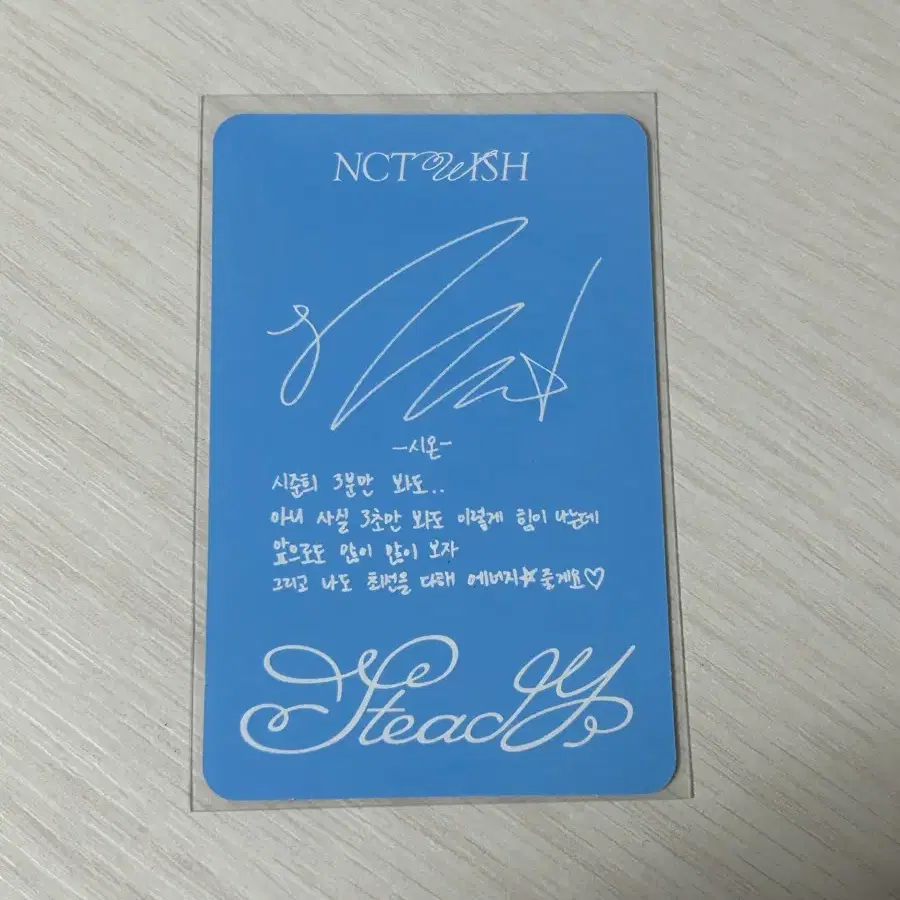 NCT WISH
-시온-
시준희 3분만 봐도..
아니 사실 3초만 봐도 이렇게 힘이 나는데
앞으로도 많이 많이 보자
그리고 나도 최선을 다해 에너지☆줄게요♡
Steady